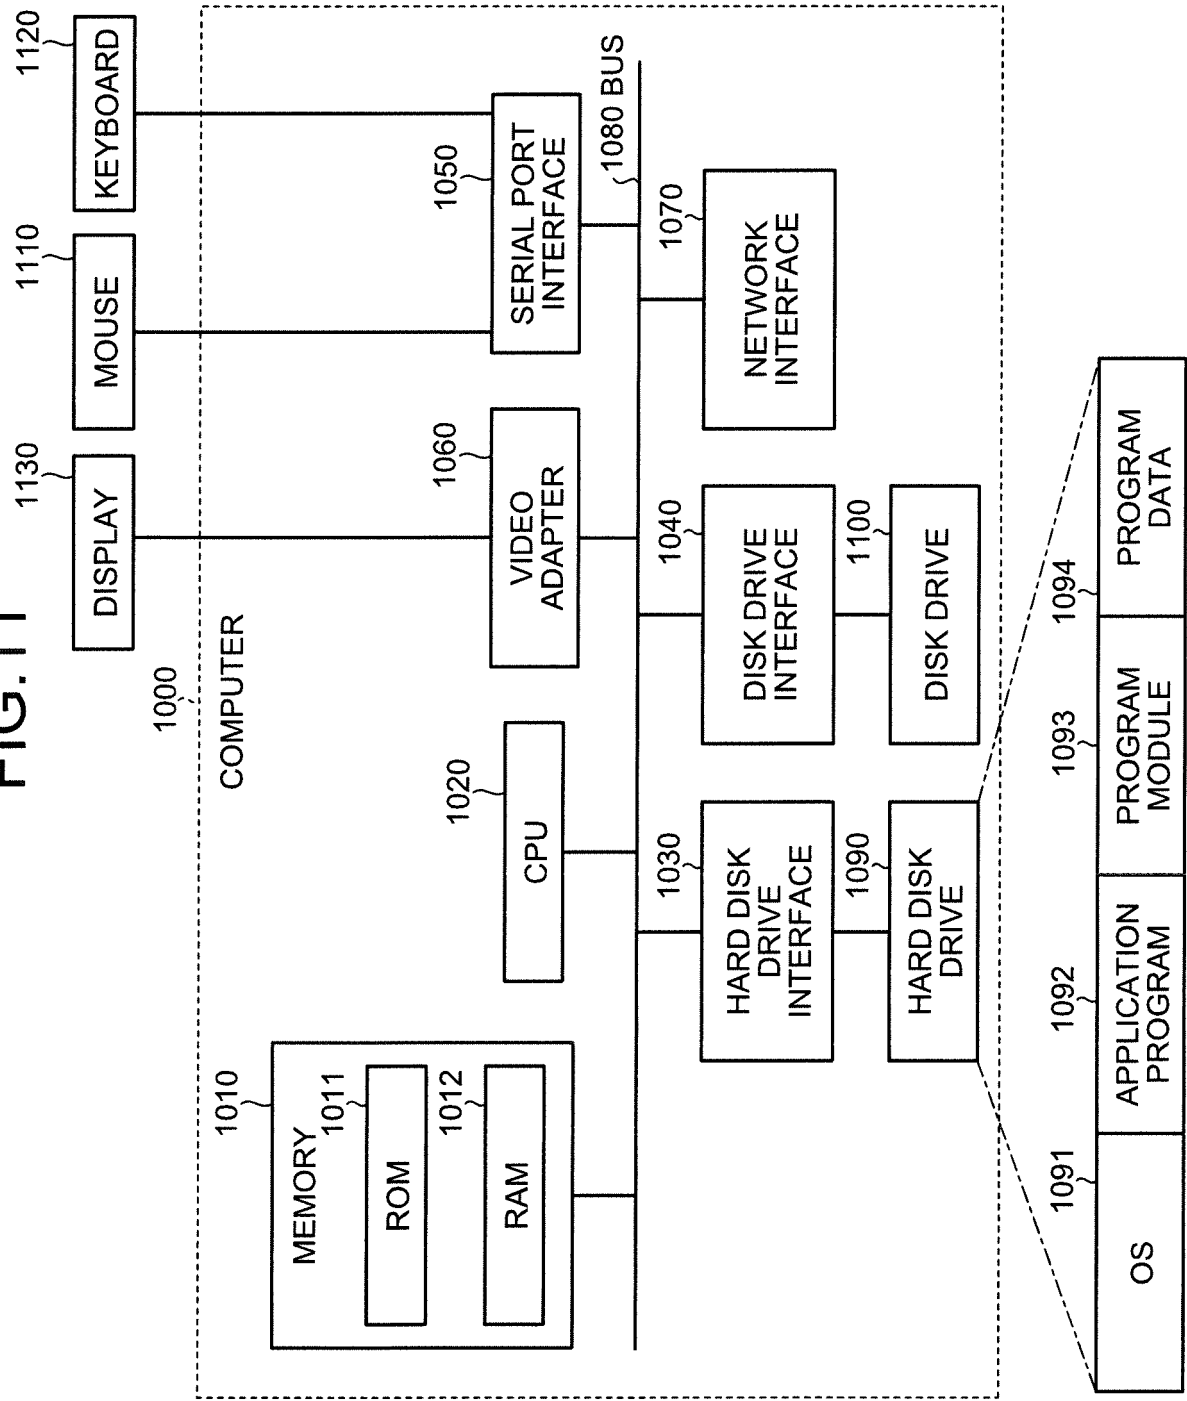 FIG.11
1000
COMPUTER
1010
MEMORY
1011
ROM
1012
RAM
1020
CPU
1130
DISPLAY
1110
MOUSE
1120
KEYBOARD
1060
VIDEO
ADAPTER
1050
SERIAL PORT
INTERFACE
1080 BUS
1030
HARD DISK
DRIVE
INTERFACE
1040
DISK DRIVE
INTERFACE
1070
NETWORK
INTERFACE
1090
HARD DISK
DRIVE
1100
DISK DRIVE
1091
OS
1092
APPLICATION
PROGRAM
1093
PROGRAM
MODULE
1094
PROGRAM
DATA